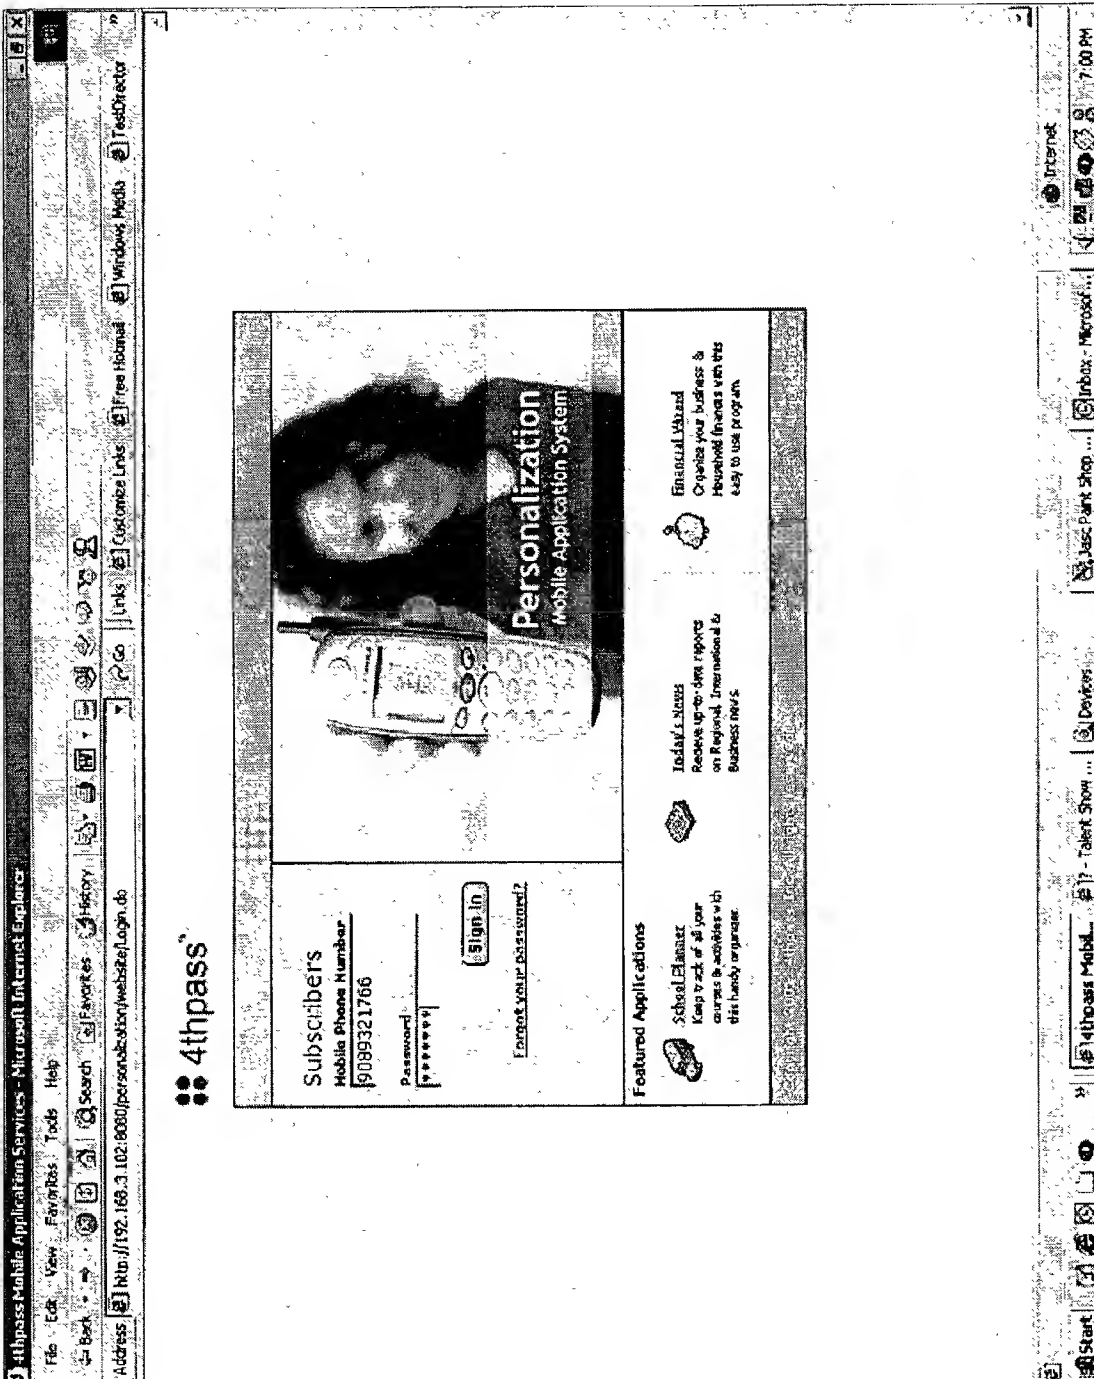 4thpass Mobile Application Services - Microsoft Internet Explorer
File Edit View Favorites Tools Help
Back Search Favorites History
Address http://192.168.3.102:8080/personalization/website/Login.do Go Links Customize Links Free Hotmail Windows Media TestDirector »
4thpass
Subscribers
Mobile Phone Number
9089321766
Password
*******
Sign In
Forgot your password?
Personalization
Mobile Application System
Featured Applications
School Planner
Keep track of all your
courses & activities with
this handy organizer.
Today's News
Recieve up-to-date reports
on Regional, International &
Business news.
Financial Wizard
Organize your business &
Household finances with this
easy to use program.
Internet
Start » 4thpass Mobil... ? - Talent Show ... Devices Jasc Paint Shop ... Inbox - Microsof... 7:00 PM